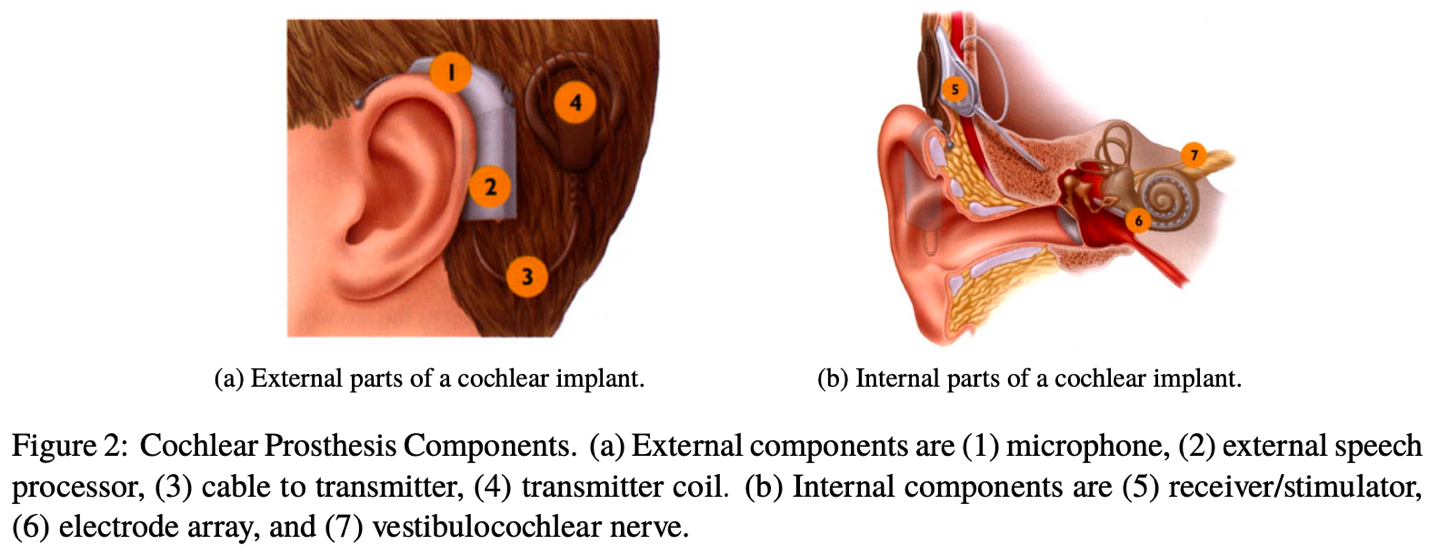 1
2
3
4
5
6
7
(a) External parts of a cochlear implant.
(b) Internal parts of a cochlear implant.
Figure 2: Cochlear Prosthesis Components. (a) External components are (1) microphone, (2) external speech
processor, (3) cable to transmitter, (4) transmitter coil. (b) Internal components are (5) receiver/stimulator,
(6) electrode array, and (7) vestibulocochlear nerve.